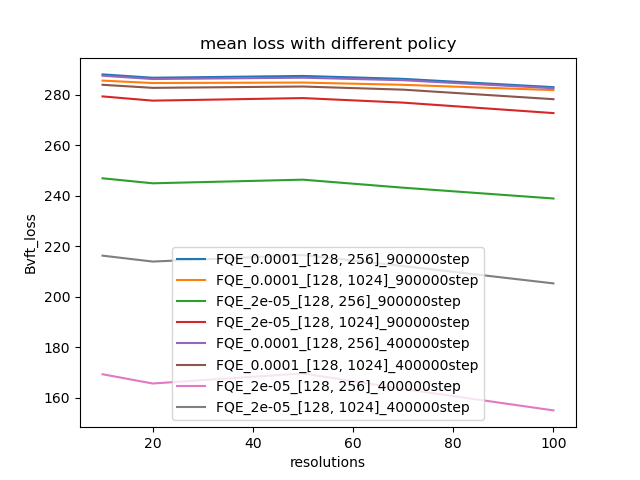 mean loss with different policy
280
260
240
220
200
180
160
Bvft_loss
FQE_0.0001_[128, 256]_900000step
FQE_0.0001_[128, 1024]_900000step
FQE_2e-05_[128, 256]_900000step
FQE_2e-05_[128, 1024]_900000step
FQE_0.0001_[128, 256]_400000step
FQE_0.0001_[128, 1024]_400000step
FQE_2e-05_[128, 256]_400000step
FQE_2e-05_[128, 1024]_400000step
20 40 60 80 100
resolutions